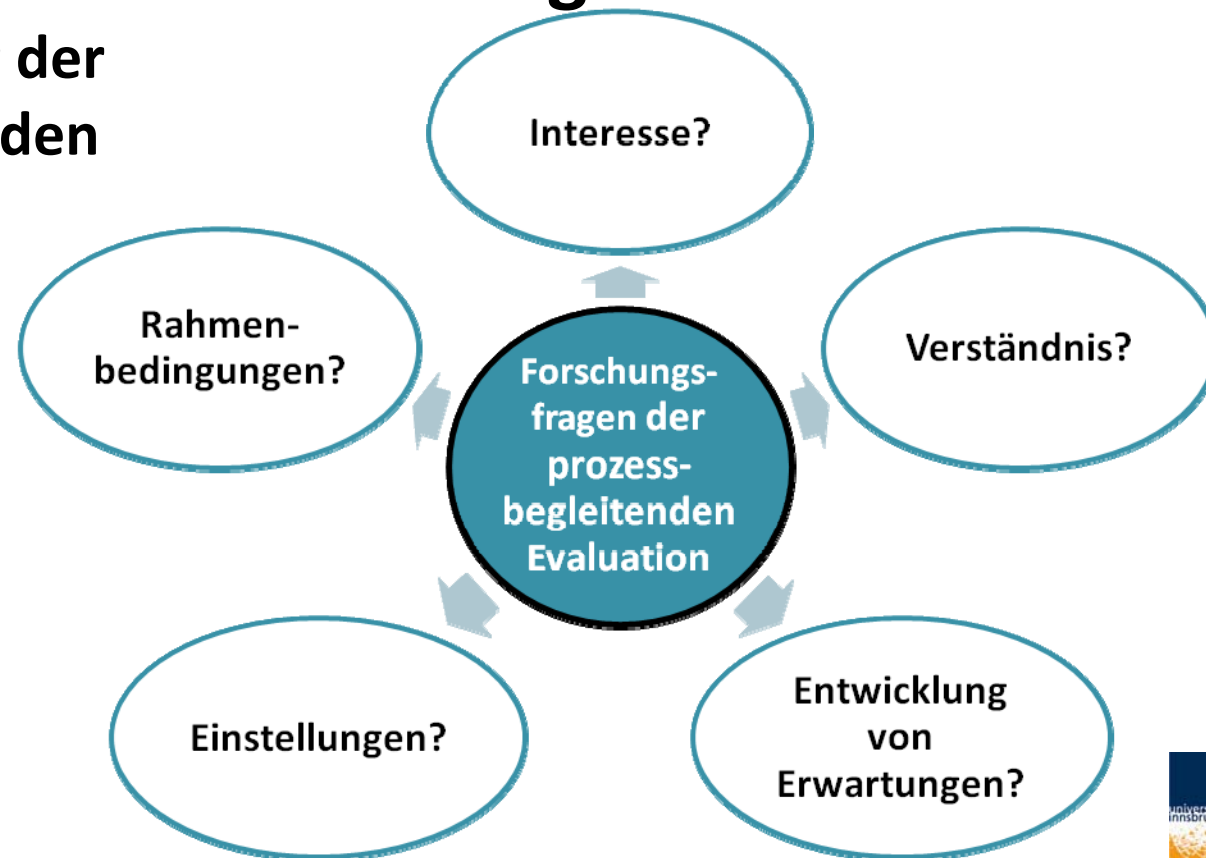 der
den
Interesse?
Rahmen-
bedingungen?
Verständnis?
Forschungs-
fragen der
prozess-
begleitenden
Evaluation
Einstellungen?
Entwicklung
von
Erwartungen?